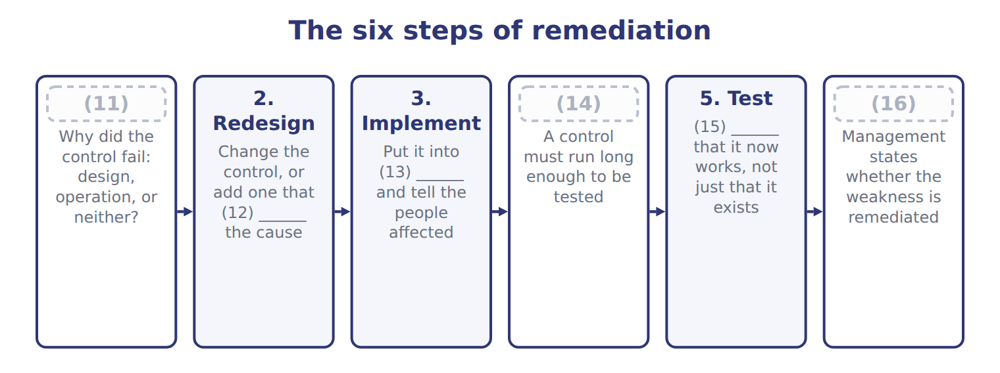 The six steps of remediation
(11)
Why did the
control fail:
design,
operation, or
neither?
2.
Redesign
Change the
control, or
add one that
(12) ______
the cause
3.
Implement
Put it into
(13) ______
and tell the
people
affected
(14)
A control
must run long
enough to be
tested
5. Test
(15) ______
that it now
works, not
just that it
exists
(16)
Management
states
whether the
weakness is
remediated